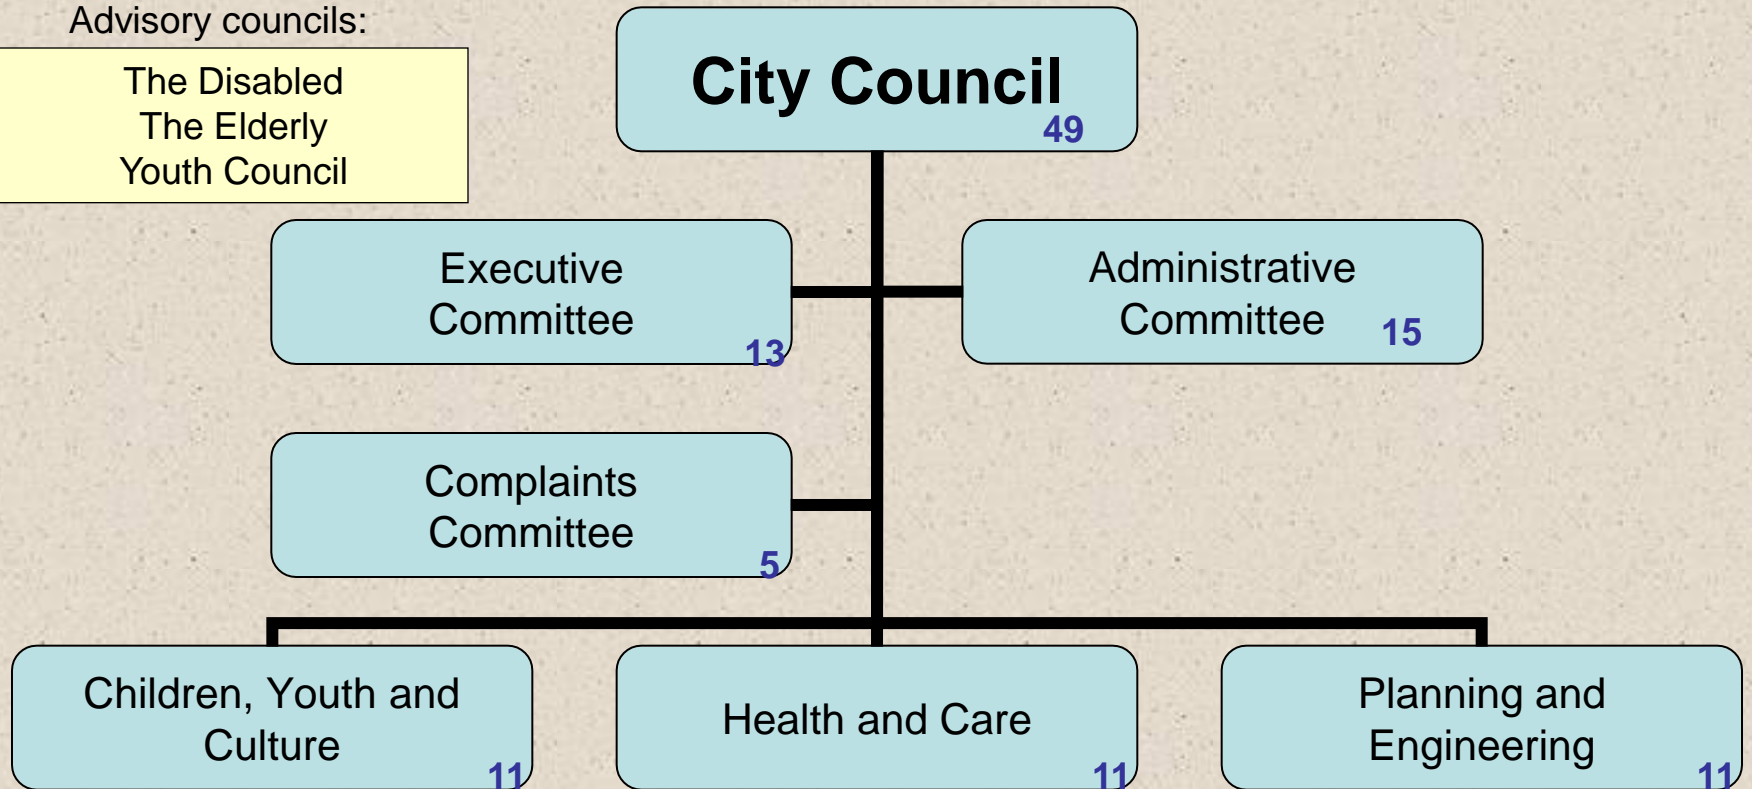 Advisory councils:
The Disabled
The Elderly
Youth Council
City Council
49
Executive
Committee
13
Administrative
Committee
15
Complaints
Committee
5
Children, Youth and
Culture
11
Health and Care
11
Planning and
Engineering
11